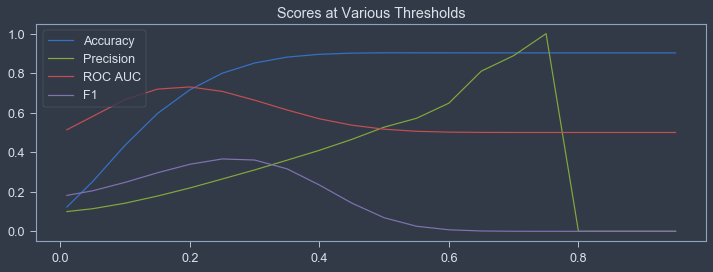 Scores at Various Thresholds
1.0
0.8
0.6
0.4
0.2
0.0
Accuracy
Precision
ROC AUC
F1
0.0 0.2 0.4 0.6 0.8